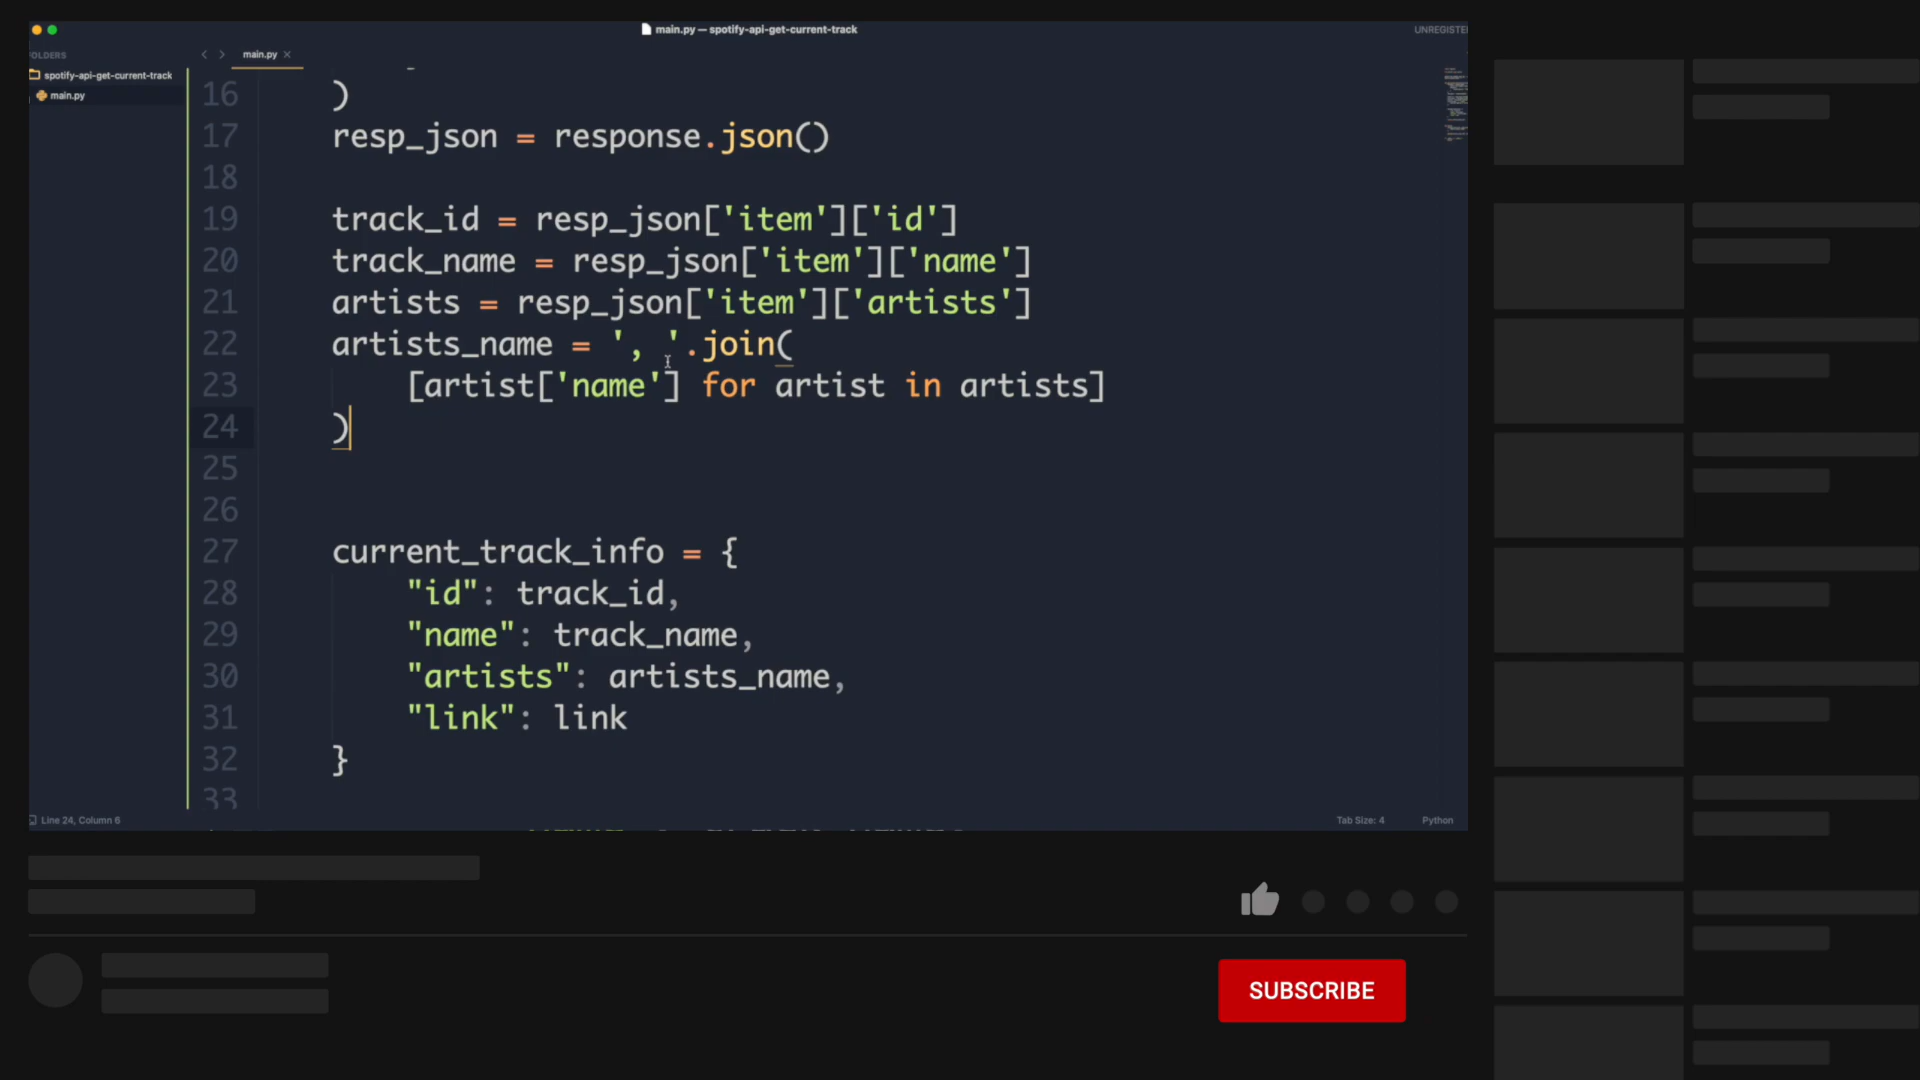 main.py — spotify-api-get-current-track
FOLDERS
main.py
spotify-api-get-current-track
main.py
16 )
17 resp_json = response.json()
18
19 track_id = resp_json['item']['id']
20 track_name = resp_json['item']['name']
21 artists = resp_json['item']['artists']
22 artists_name = ', '.join(
23 [artist['name'] for artist in artists]
24 )
25
26
27 current_track_info = {
28 "id": track_id,
29 "name": track_name,
30 "artists": artists_name,
31 "link": link
32 }
33
Line 24, Column 6
Tab Size: 4
Python
SUBSCRIBE